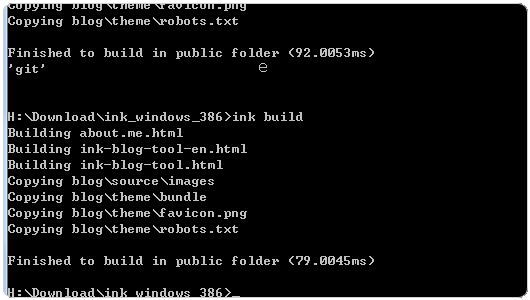 Copying blog\theme\favicon.png
Copying blog\theme\robots.txt
Finished to build in public folder (92.0053ms)
'git'
e
H:\Download\ink_windows_386>ink build
Building about.me.html
Building ink-blog-tool-en.html
Building ink-blog-tool.html
Copying blog\source\images
Copying blog\theme\bundle
Copying blog\theme\favicon.png
Copying blog\theme\robots.txt
Finished to build in public folder (79.0045ms)
H:\Download\ink_windows_386>_